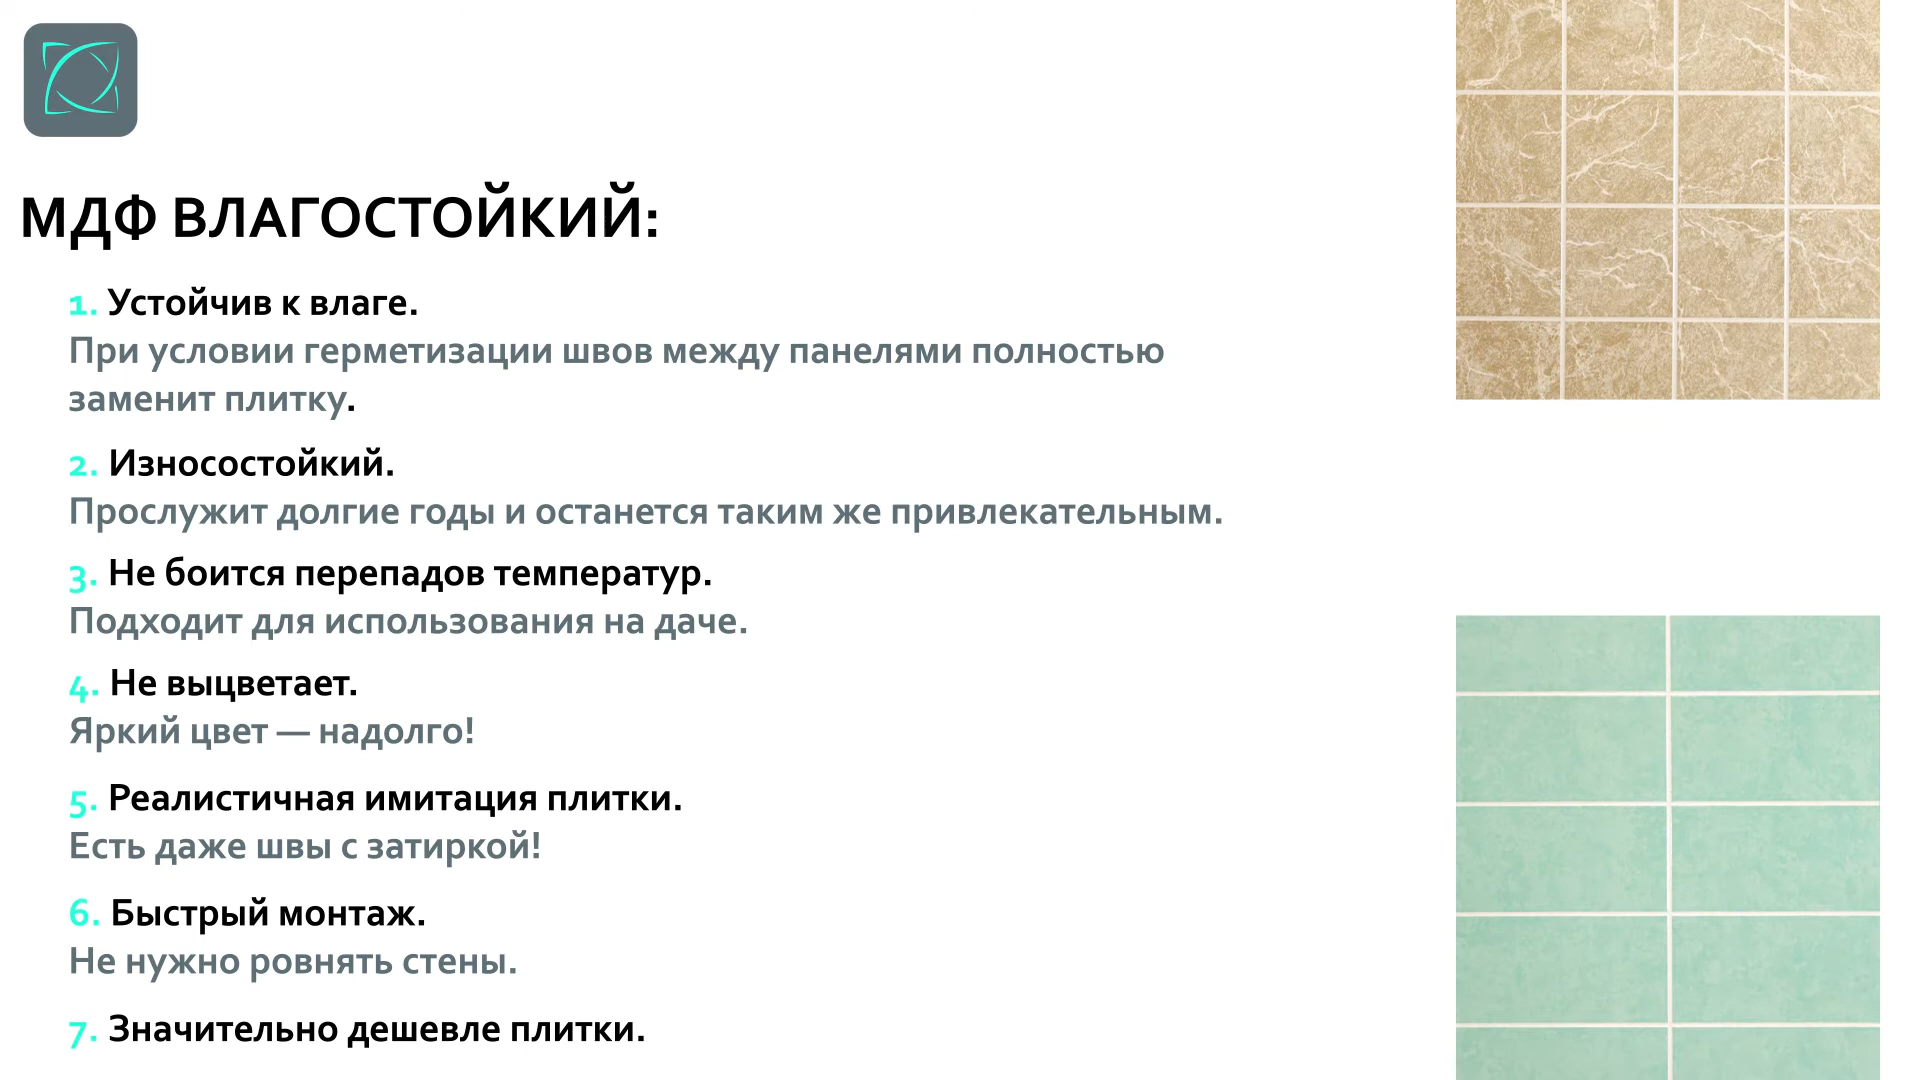 МДФ ВЛАГОСТОЙКИЙ:
1. Устойчив к влаге.
При условии герметизации швов между панелями полностью
заменит плитку.
2. Износостойкий.
Прослужит долгие годы и останется таким же привлекательным.
3. Не боится перепадов температур.
Подходит для использования на даче.
4. Не выцветает.
Яркий цвет — надолго!
5. Реалистичная имитация плитки.
Есть даже швы с затиркой!
6. Быстрый монтаж.
Не нужно ровнять стены.
7. Значительно дешевле плитки.